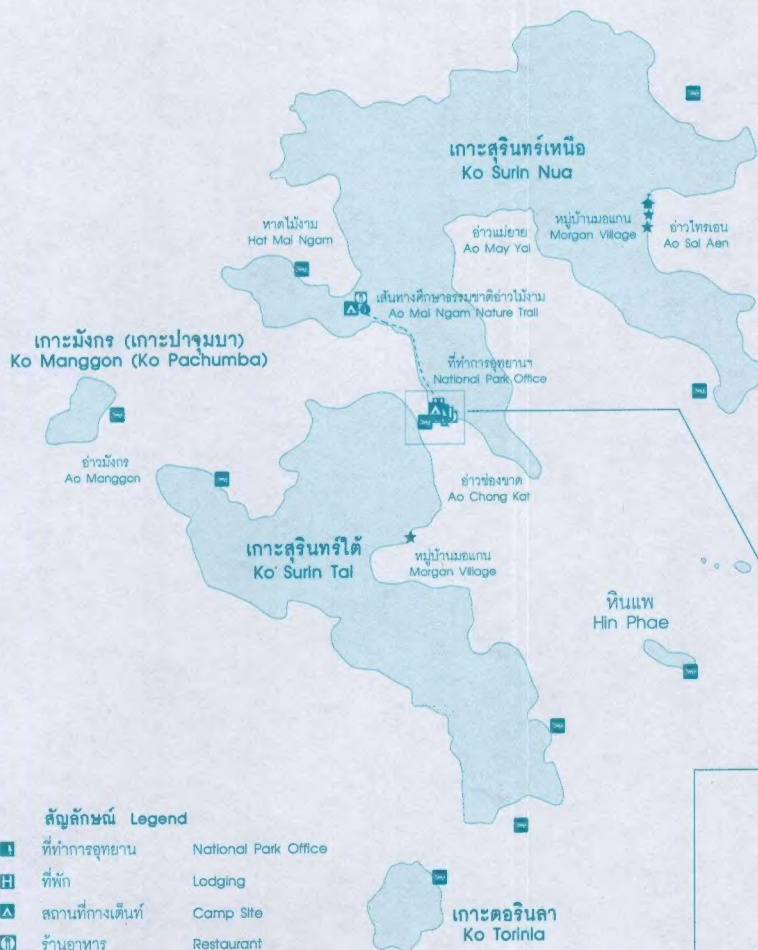 เกาะสุรินทร์เหนือ
Ko Surin Nua
หาดไม้งาม
Hat Mai Ngam
อ่าวแม่ยาย
Ao May Yai
หมู่บ้านมอแกน
Morgan Village
อ่าวไทรเอน
Ao Sai Aen
เส้นทางศึกษาธรรมชาติอ่าวไม้งาม
Ao Mai Ngam Nature Trail
เกาะมังกร (เกาะปาจุมบา)
Ko Manggon (Ko Pachumba)
ที่ทำการอุทยานฯ
National Park Office
อ่าวมังกร
Ao Manggon
อ่าวช่องขาด
Ao Chong Kat
เกาะสุรินทร์ใต้
Ko Surin Tai
หมู่บ้านมอแกน
Morgan Village
หินแพ
Hin Phae
สัญลักษณ์ Legend
ที่ทำการอุทยาน National Park Office
ที่พัก Lodging
สถานที่กางเต็นท์ Camp Site
ร้านอาหาร Restaurant
เกาะตอรินลา
Ko Torinla